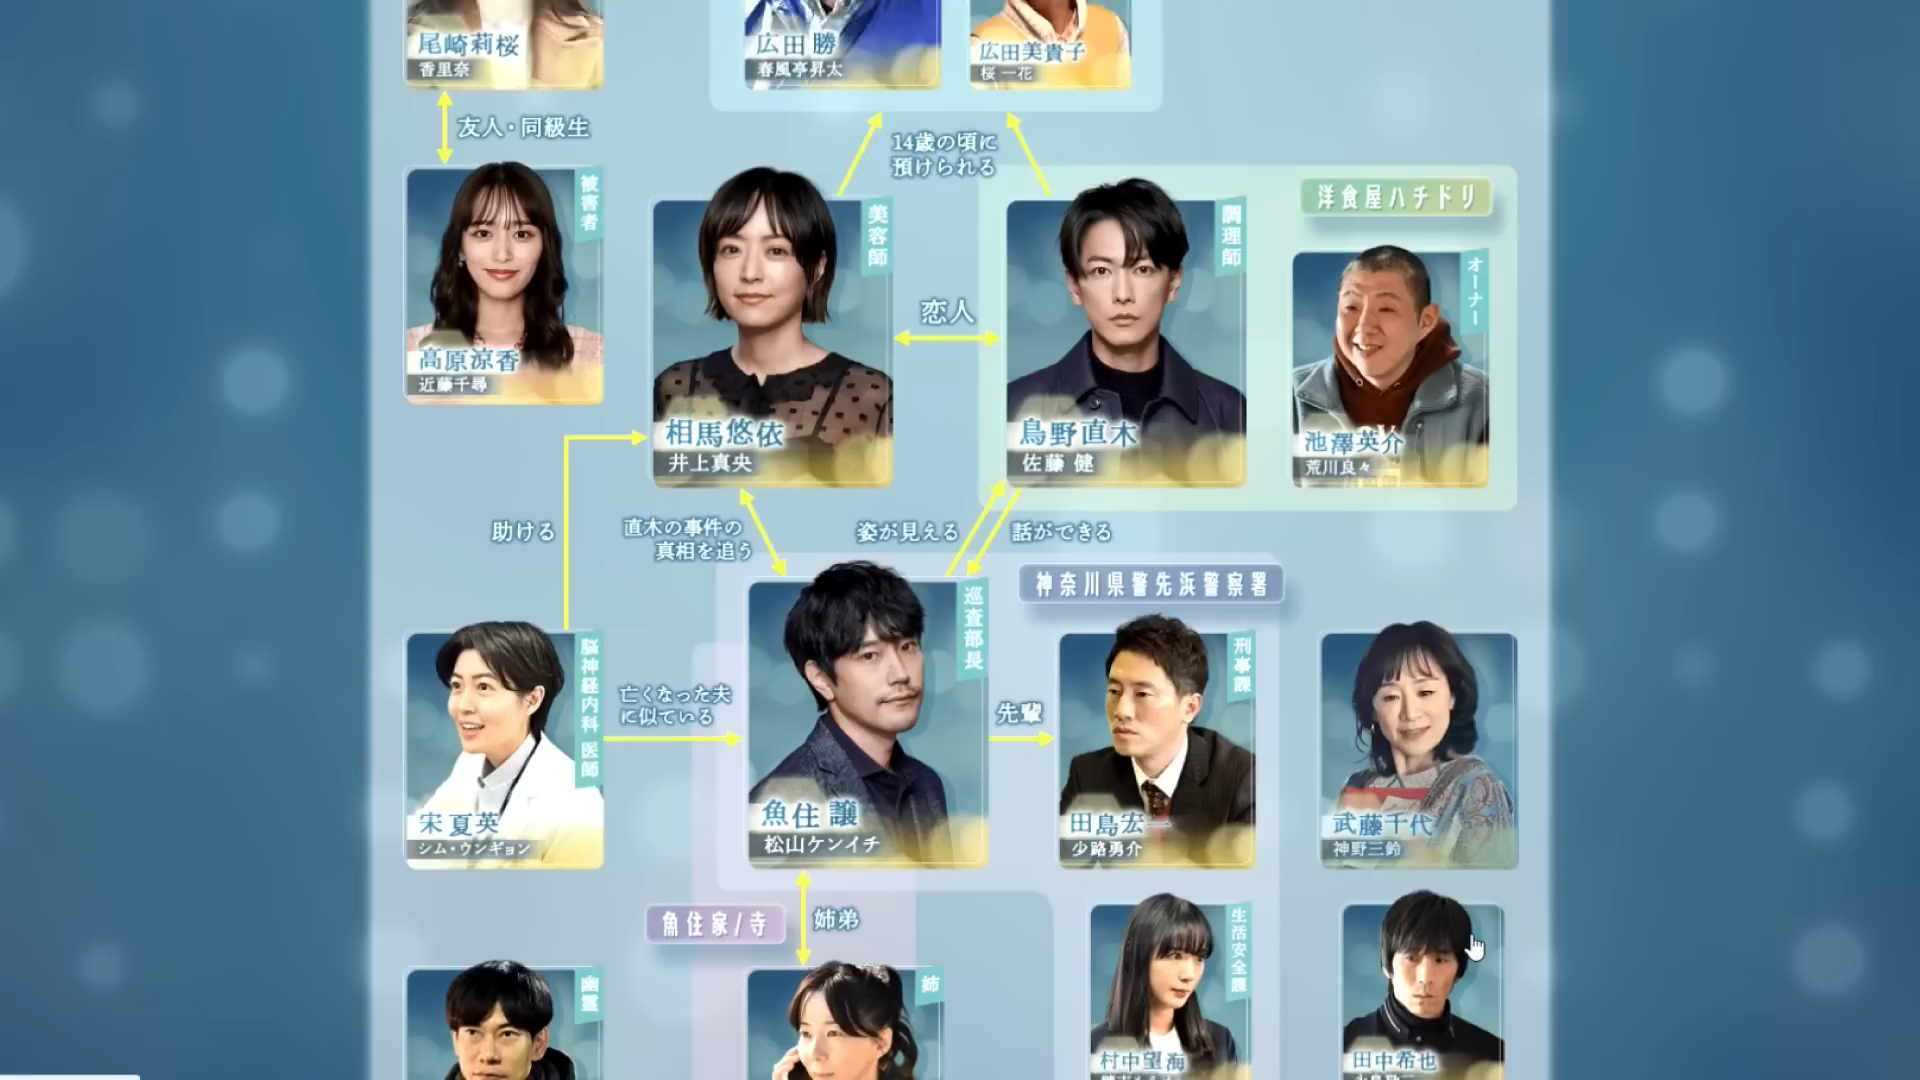 尾崎莉桜
香里奈
広田 勝
春風亭昇太
広田美貴子
桜 一花
友人・同級生
14歳の頃に
預けられる
被害者
高原涼香
近藤千尋
美容師
相馬悠依
井上真央
恋人
調理師
鳥野直木
佐藤 健
洋食屋ハチドリ
オーナー
池澤英介
荒川良々
助ける
直木の事件の
真相を追う
姿が見える
話ができる
神奈川県警先浜警察署
脳神経内科 医師
宋 夏英
シム・ウンギョン
亡くなった夫
に似ている
巡査部長
魚住 譲
松山ケンイチ
先輩
刑事課
田島宏一
少路勇介
武藤千代
神野三鈴
魚住家/寺
姉弟
幽霊
姉
生活安全課
村中望海
田中希也